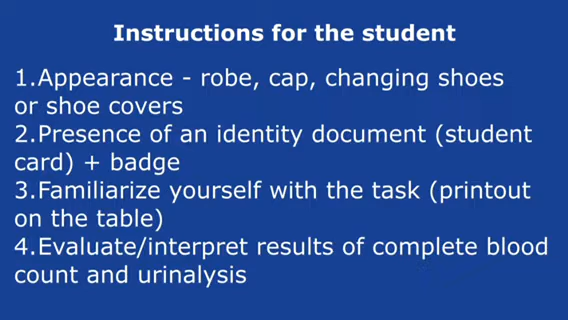 Instructions for the student
1.Appearance - robe, cap, changing shoes
or shoe covers
2.Presence of an identity document (student
card) + badge
3.Familiarize yourself with the task (printout
on the table)
4.Evaluate/interpret results of complete blood
count and urinalysis